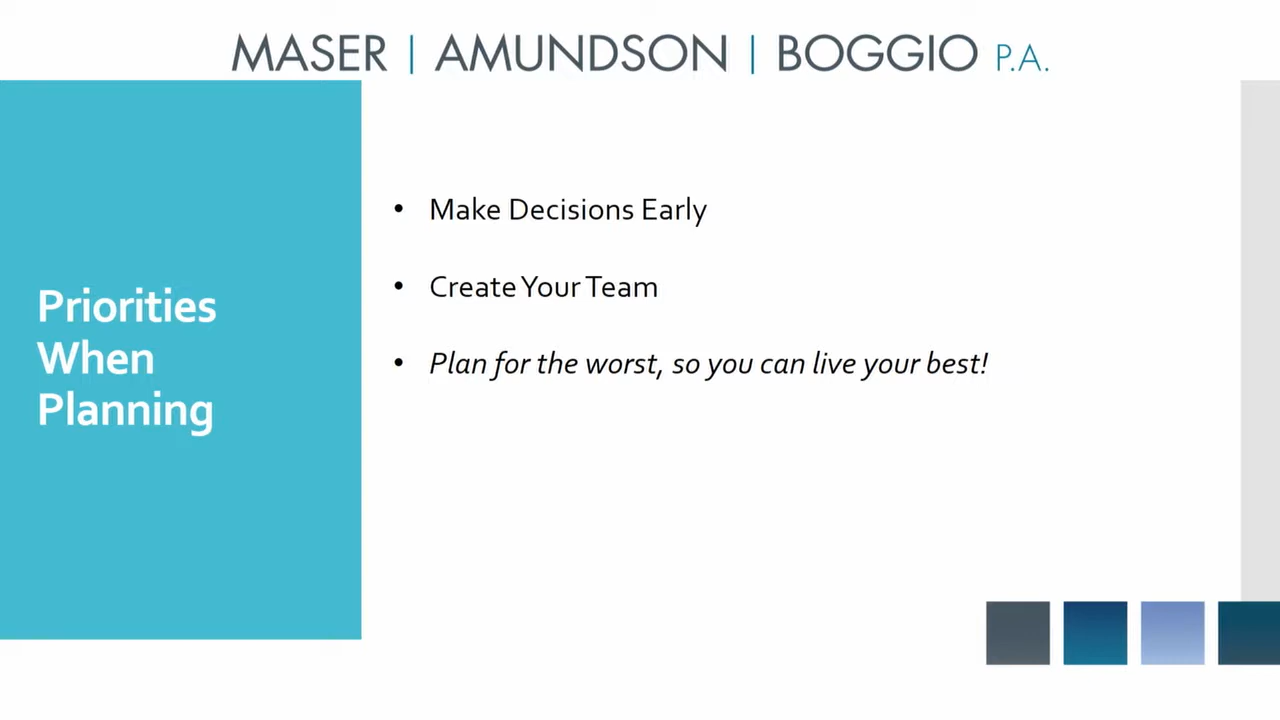 MASER | AMUNDSON | BOGGIO P.A.
Priorities
When
Planning
• Make Decisions Early
• Create Your Team
• Plan for the worst, so you can live your best!